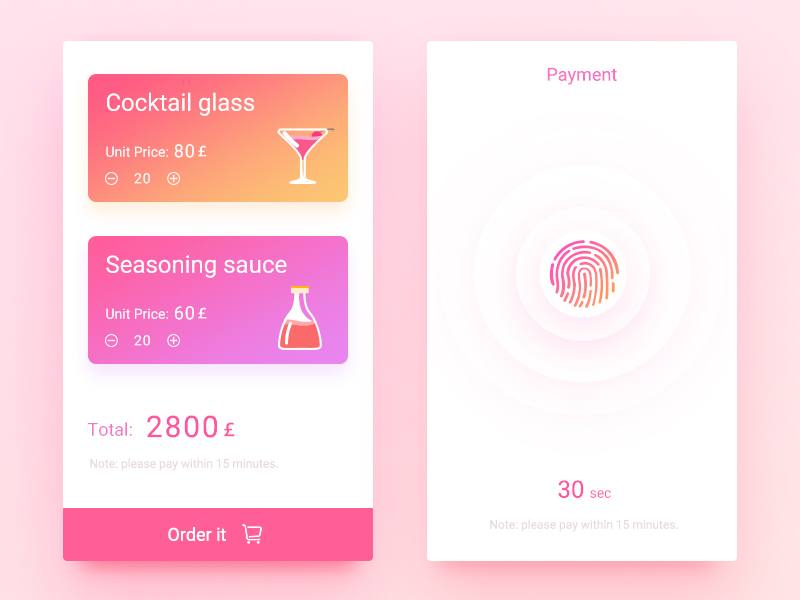 Cocktail glass
Unit Price: 80 £
20
Seasoning sauce
Unit Price: 60 £
20
Total: 2800 £
Note: please pay within 15 minutes.
Order it
Payment
30 sec
Note: please pay within 15 minutes.